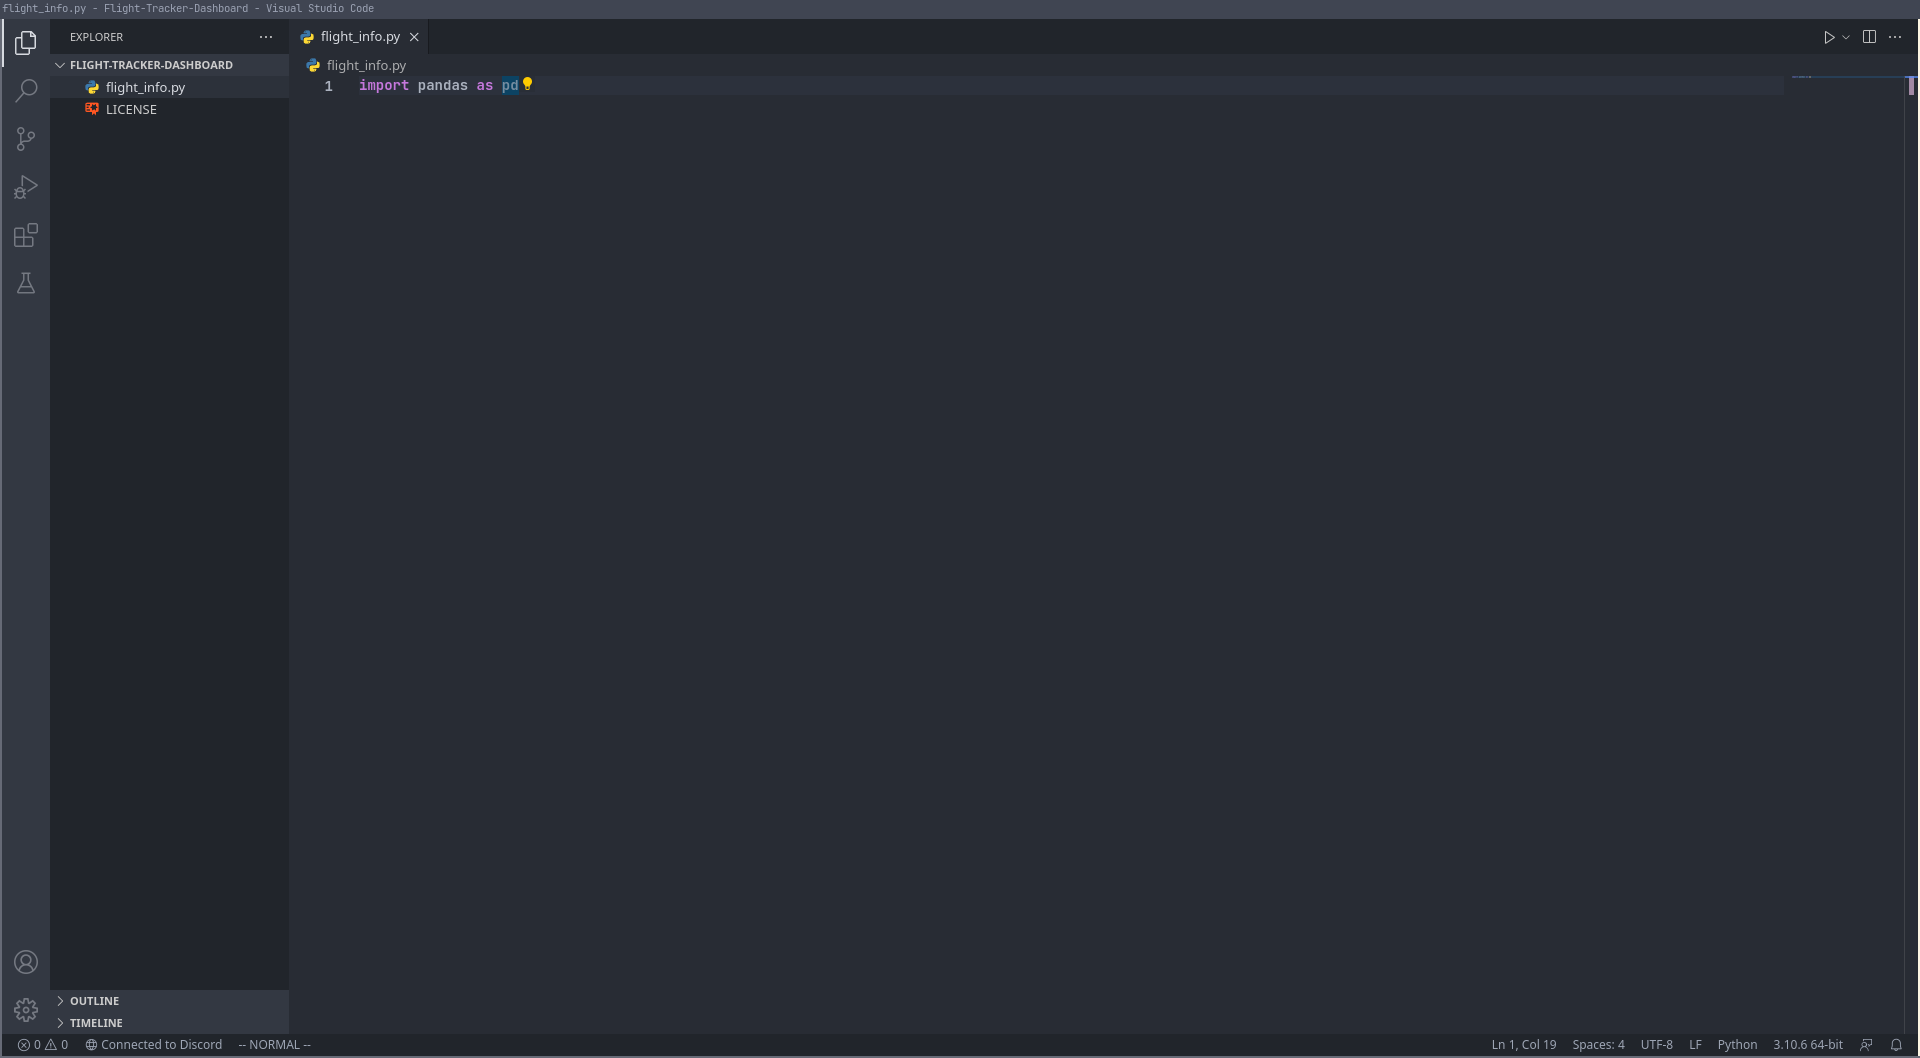 flight_info.py - Flight-Tracker-Dashboard - Visual Studio Code
EXPLORER
flight_info.py
FLIGHT-TRACKER-DASHBOARD
flight_info.py
LICENSE
flight_info.py
1 import pandas as pd
OUTLINE
TIMELINE
0 0 Connected to Discord -- NORMAL -- Ln 1, Col 19 Spaces: 4 UTF-8 LF Python 3.10.6 64-bit